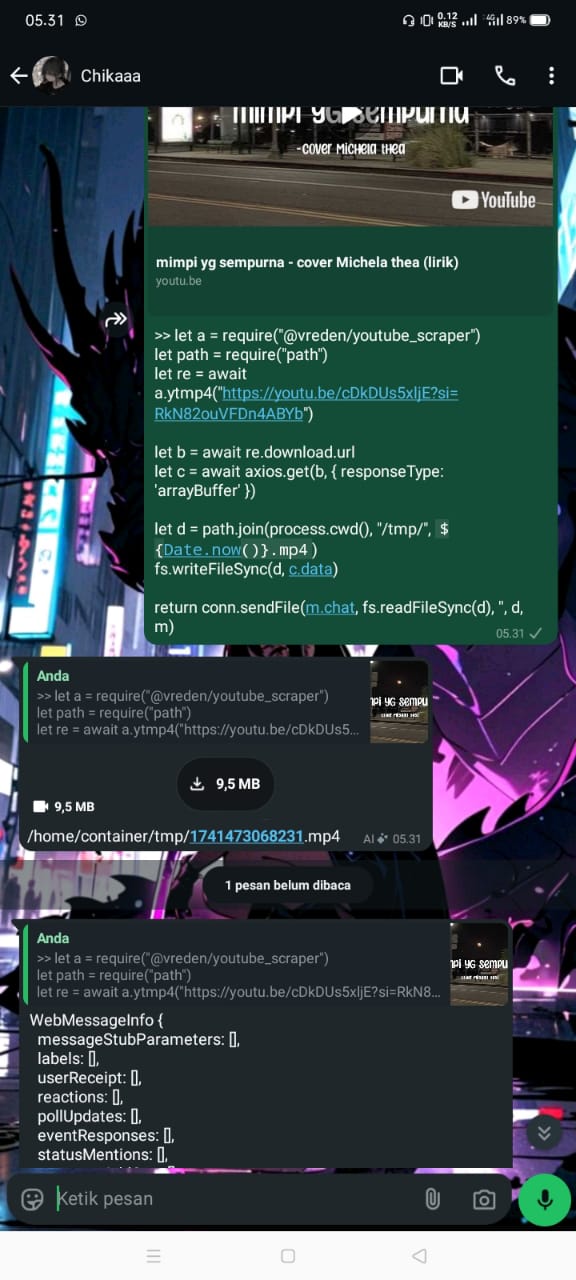 05.31
0.12
KB/S
4G
89%
Chikaaa
mimpi yg sempurna
-cover Michela thea
YouTube
mimpi yg sempurna - cover Michela thea (lirik)
youtu.be
>> let a = require("@vreden/youtube_scraper")
let path = require("path")
let re = await
a.ytmp4("https://youtu.be/cDkDUs5xljE?si=
RkN82ouVFDn4ABYb")
let b = await re.download.url
let c = await axios.get(b, { responseType:
'arrayBuffer' })
let d = path.join(process.cwd(), "/tmp/", $
{Date.now()}.mp4)
fs.writeFileSync(d, c.data)
return conn.sendFile(m.chat, fs.readFileSync(d), '', d,
m)
05.31
Anda
>> let a = require("@vreden/youtube_scraper")
let path = require("path")
let re = await a.ytmp4("https://youtu.be/cDkDUs5...
9,5 MB
9,5 MB
/home/container/tmp/1741473068231.mp4
AI 05.31
1 pesan belum dibaca
Anda
>> let a = require("@vreden/youtube_scraper")
let path = require("path")
let re = await a.ytmp4("https://youtu.be/cDkDUs5xljE?si=RkN8...
WebMessageInfo {
messageStubParameters: [],
labels: [],
userReceipt: [],
reactions: [],
pollUpdates: [],
eventResponses: [],
statusMentions: [],
Ketik pesan